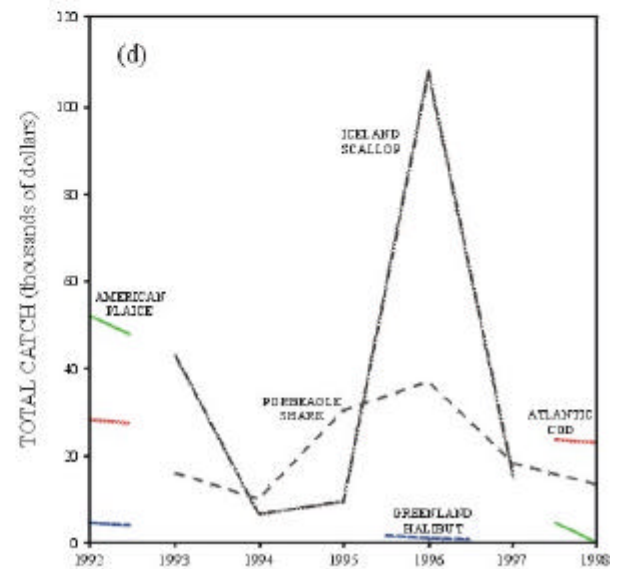 120
(d)
100
ICELAND
SCALLOP
80
60
AMERICAN
PLAICE
40
PORBEAGLE
SHARK
ATLANTIC
COD
20
GREENLAND
HALIBUT
0
1992 1993 1994 1995 1996 1997 1998
TOTAL CATCH (thousands of dollars)